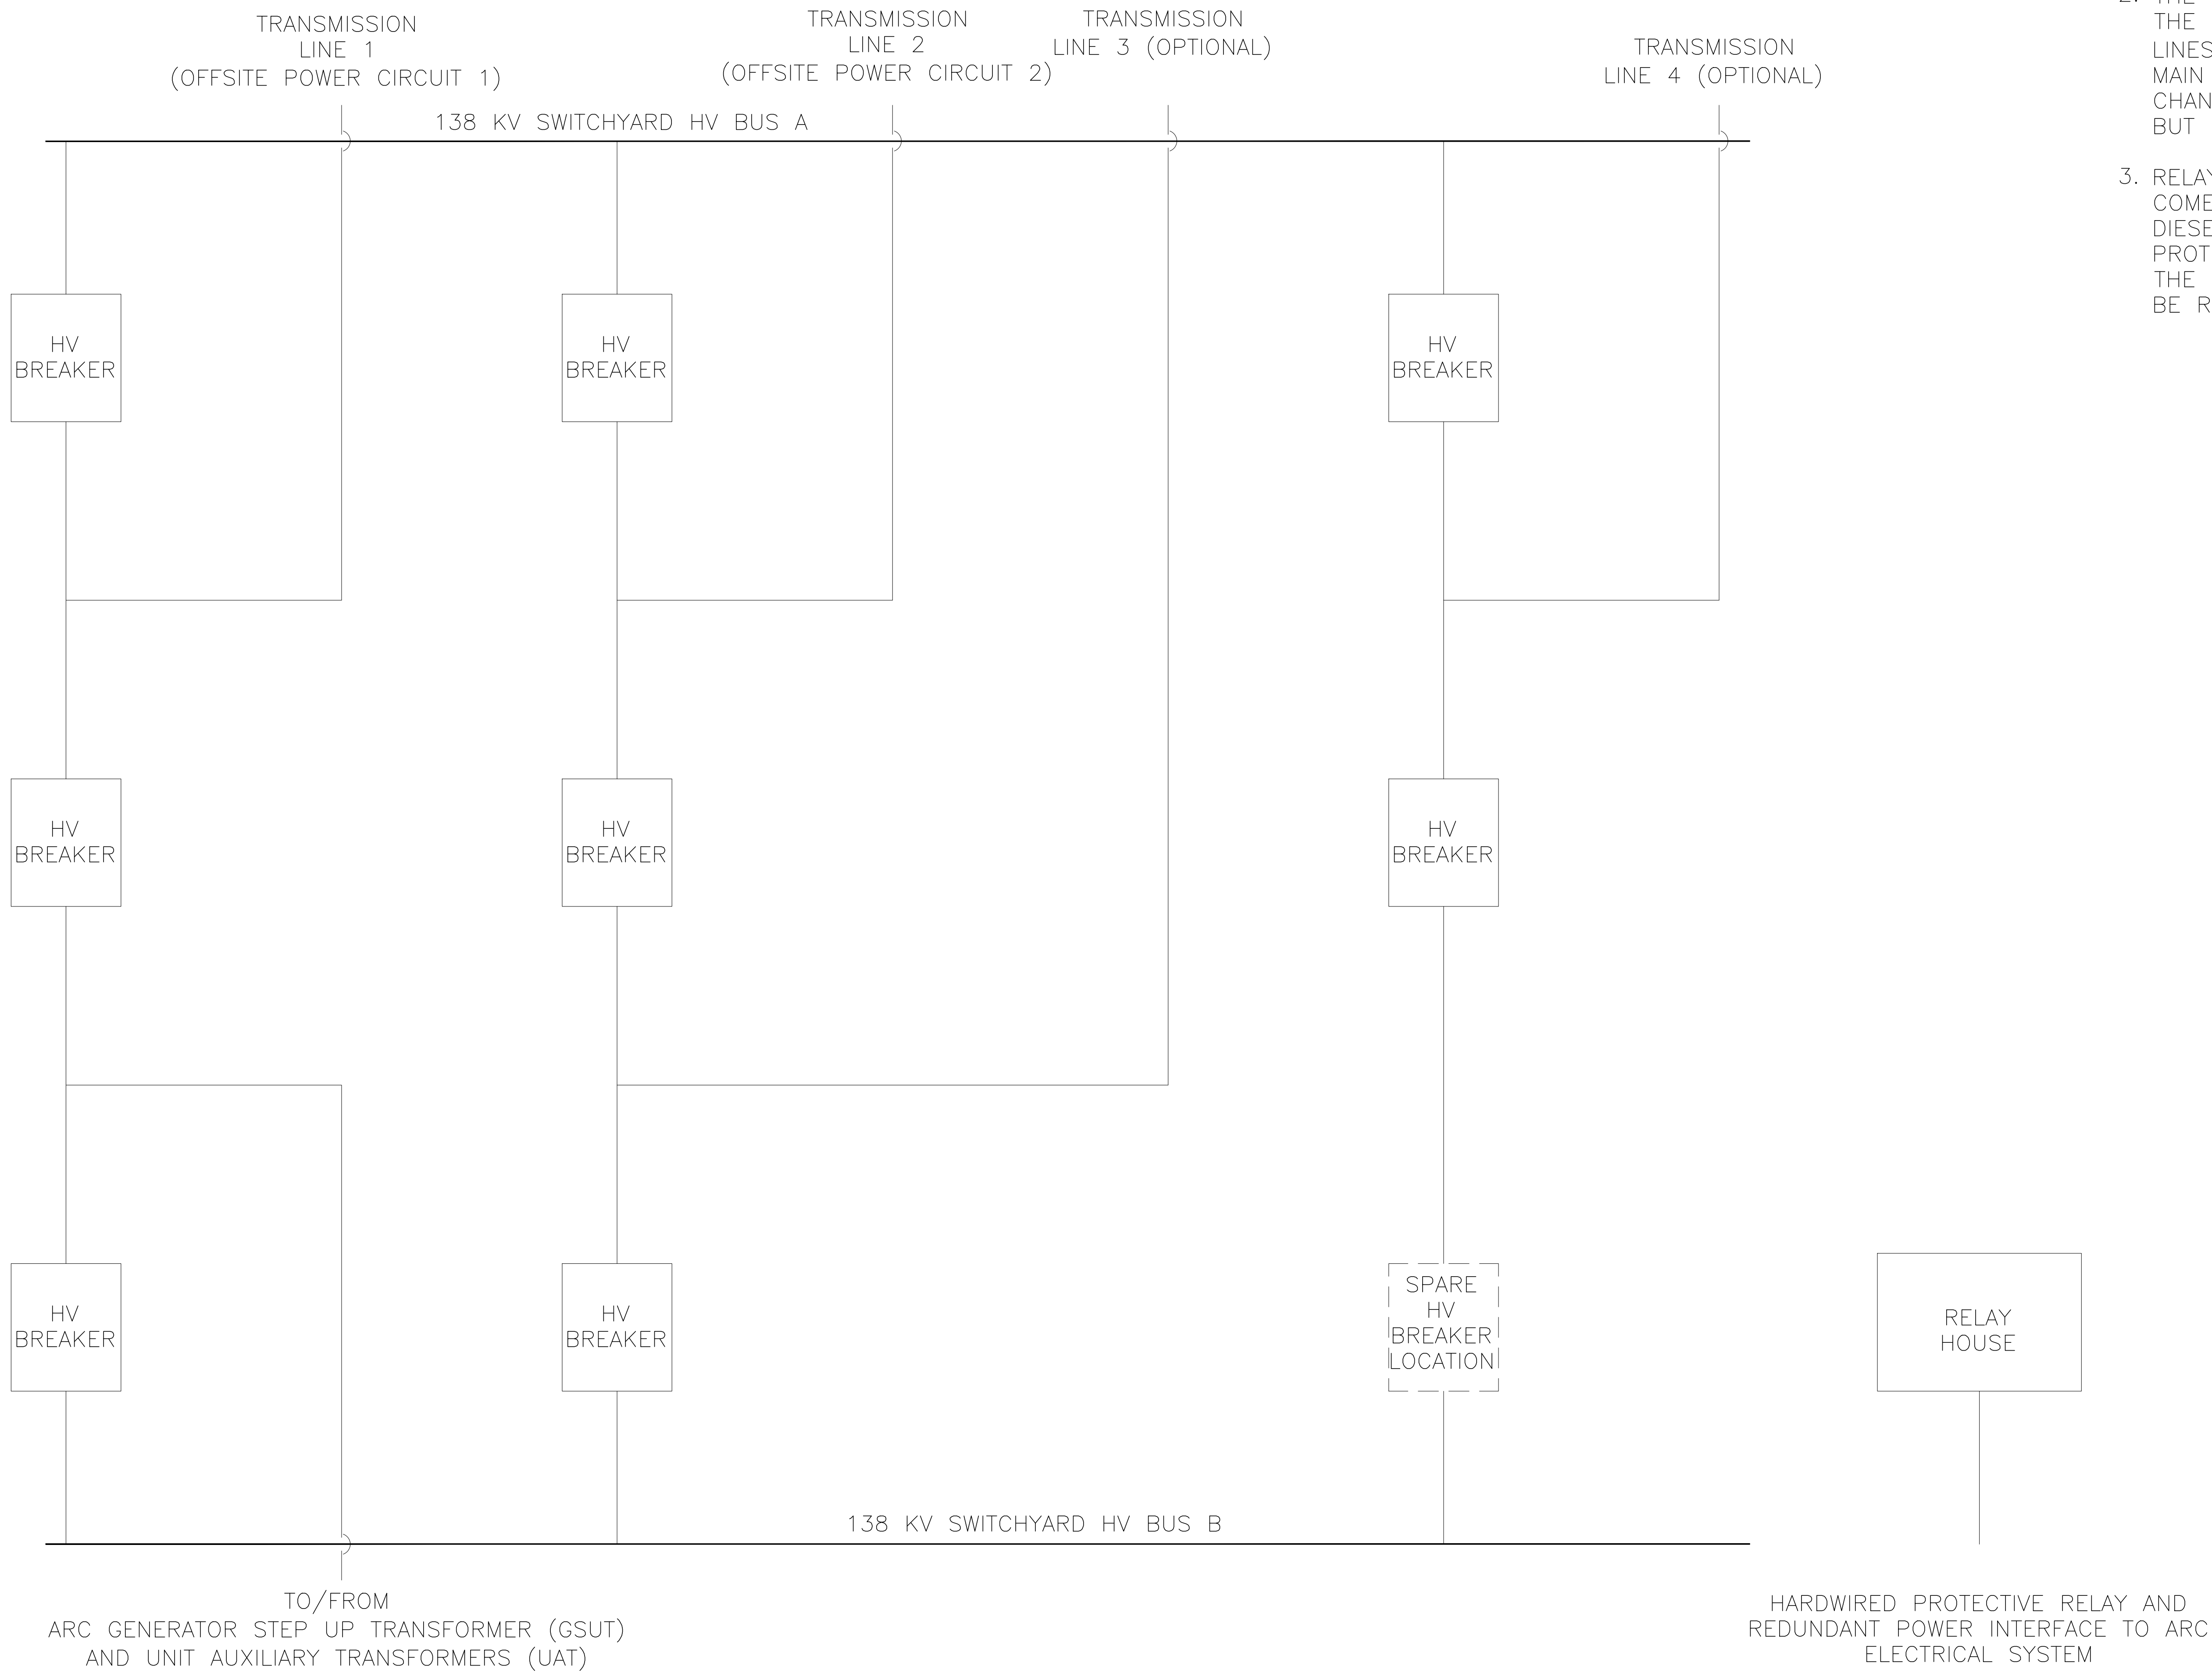 TRANSMISSION
LINE 1
(OFFSITE POWER CIRCUIT 1)
TRANSMISSION
LINE 2
(OFFSITE POWER CIRCUIT 2)
TRANSMISSION
LINE 3 (OPTIONAL)
TRANSMISSION
LINE 4 (OPTIONAL)
THE
LINES
MAIN
CHAN
BUT
3. RELAY
COME
DIESE
PROT
THE
BE R
138 KV SWITCHYARD HV BUS A
HV
BREAKER
HV
BREAKER
HV
BREAKER
HV
BREAKER
HV
BREAKER
HV
BREAKER
HV
BREAKER
HV
BREAKER
SPARE
HV
BREAKER
LOCATION
RELAY
HOUSE
138 KV SWITCHYARD HV BUS B
TO/FROM
ARC GENERATOR STEP UP TRANSFORMER (GSUT)
AND UNIT AUXILIARY TRANSFORMERS (UAT)
HARDWIRED PROTECTIVE RELAY AND
REDUNDANT POWER INTERFACE TO ARC
ELECTRICAL SYSTEM